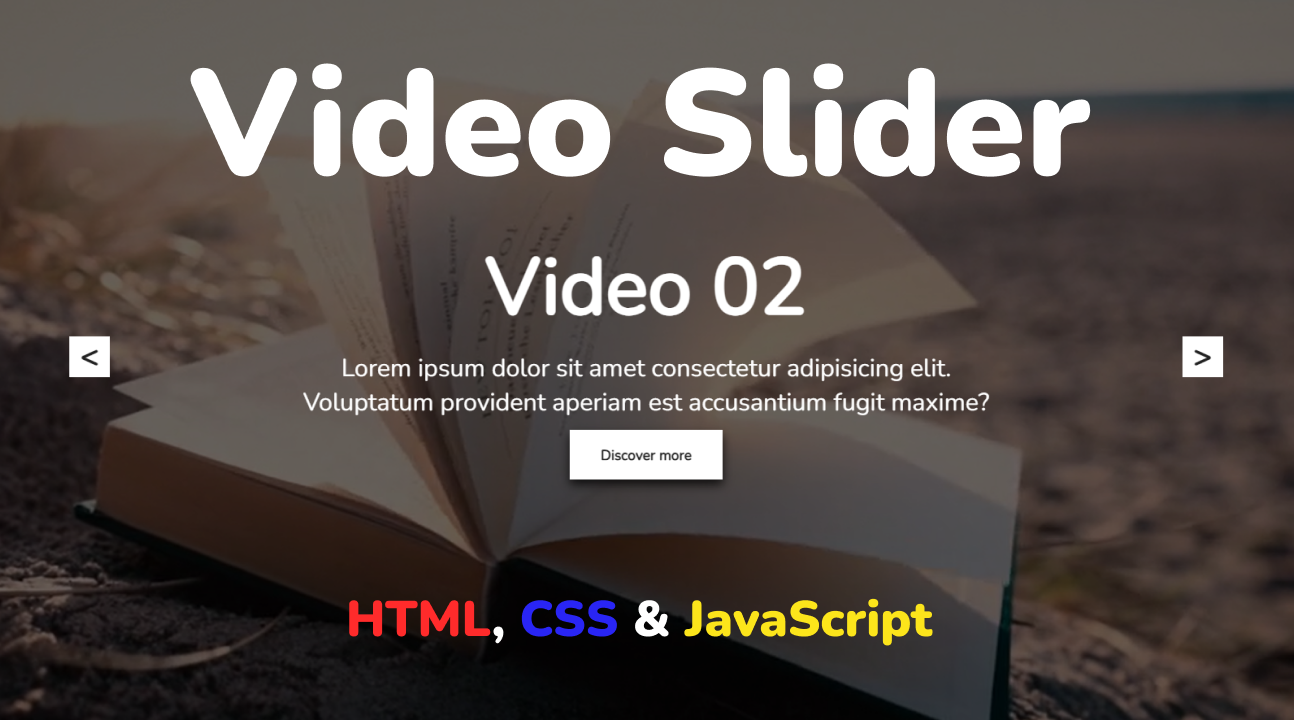 Video Slider
Video 02
<
>
Lorem ipsum dolor sit amet consectetur adipisicing elit.
Voluptatum provident aperiam est accusantium fugit maxime?
Discover more
HTML, CSS & JavaScript